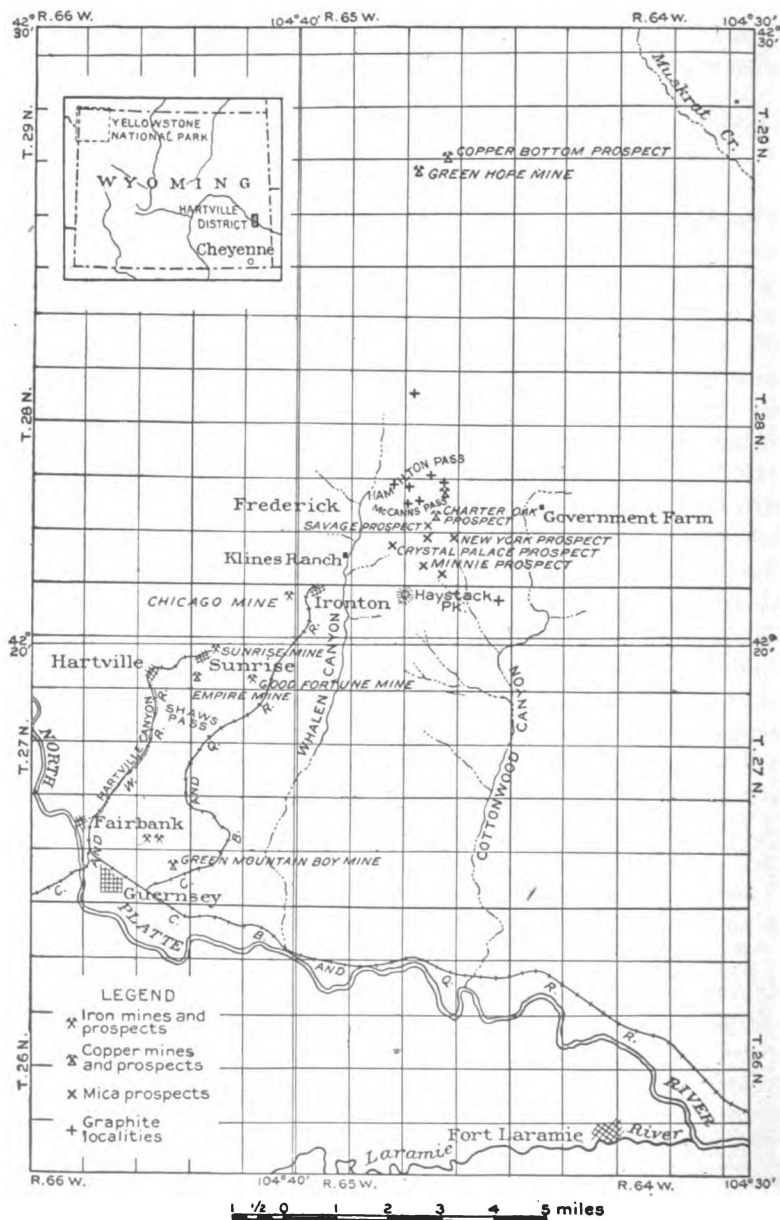 42° R.66 W. 104°40' R.65 W. R.64 W. 104°30'
30' 42°
30'
Muskrat Cr.
T.29 N.
T.29 N.
YELLOWSTONE
NATIONAL PARK
WYOMING
HARTVILLE
DISTRICT
Cheyenne
COPPER BOTTOM PROSPECT
GREEN HOPE MINE
T.28 N.
T.28 N.
HAMILTON PASS
Frederick
McCANNS PASS
CHARTER OAK
PROSPECT
Government Farm
SAVAGE PROSPECT
NEW YORK PROSPECT
Klines Ranch
CRYSTAL PALACE PROSPECT
MINNIE PROSPECT
CHICAGO MINE
Ironton
Haystack
Pk.
R.
20°
42°
20'
SUNRISE MINE
Hartville
Sunrise
GOOD FORTUNE MINE
EMPIRE MINE
R.
R.
SHAWS
PASS
WHALEN CANYON
COTTONWOOD CANYON
NORTH
HARTVILLE CANYON
R.
W.
Q.
AND
T.27 N.
T.27 N.
B.
Fairbank
AND
GREEN MOUNTAIN BOY MINE
C.
C.
Guernsey
PLATTE
C.
B.
AND
Q.
R.
R.
RIVER
LEGEND
Iron mines and
prospects
Copper mines
and prospects
Mica prospects
Graphite
localities
T.26 N.
T.26 N.
Fort Laramie
Laramie River
R.66 W. 104°40' R.65 W. R.64 W. 104°30'
1 ½ 0 1 2 3 4 5 miles